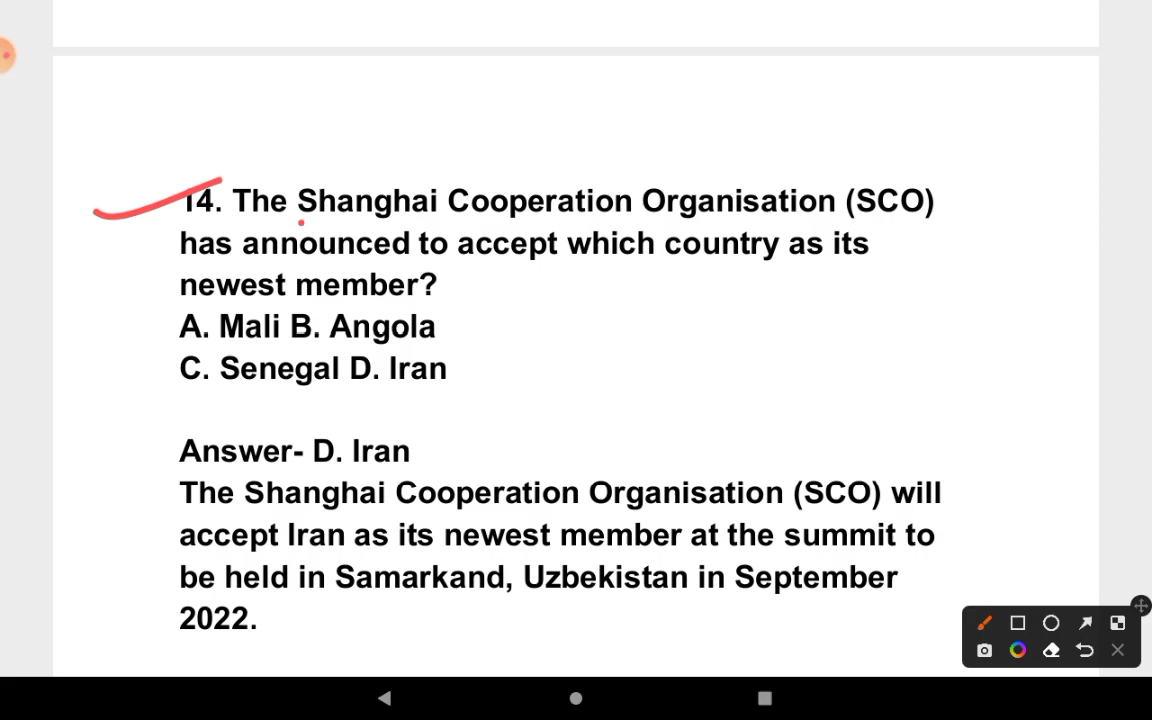 14. The Shanghai Cooperation Organisation (SCO)
has announced to accept which country as its
newest member?
A. Mali B. Angola
C. Senegal D. Iran
Answer- D. Iran
The Shanghai Cooperation Organisation (SCO) will
accept Iran as its newest member at the summit to
be held in Samarkand, Uzbekistan in September
2022.